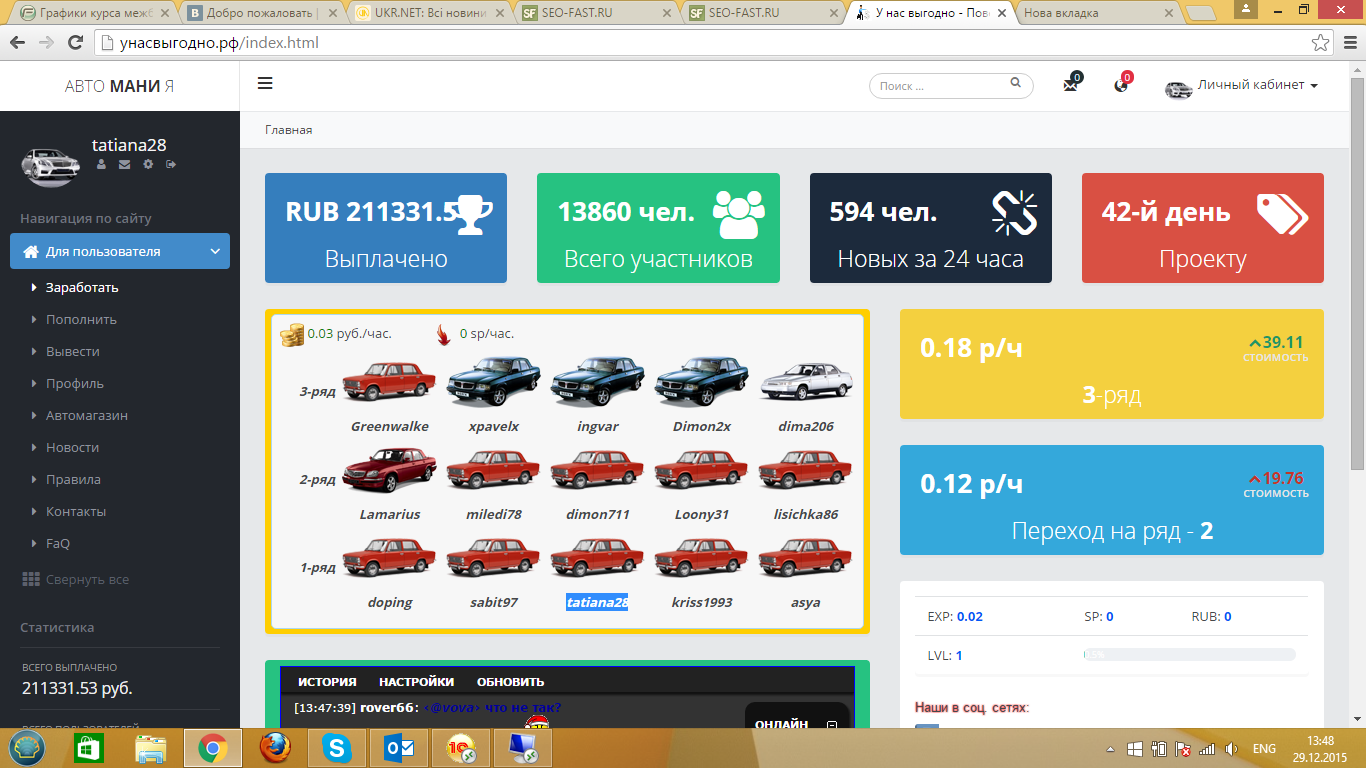 Графики курса межб
Добро пожаловать |
UKR.NET: Всі новини
SEO-FAST.RU
SEO-FAST.RU
У нас выгодно - Пов
Нова вкладка
унасвыгодно.рф/index.html
АВТО МАНИ Я
Поиск ...
0
0
Личный кабинет
Главная
tatiana28
Навигация по сайту
Для пользователя
Заработать
Пополнить
Вывести
Профиль
Автомагазин
Новости
Правила
Контакты
FaQ
Свернуть все
Статистика
ВСЕГО ВЫПЛАЧЕНО
211331.53 руб.
ВСЕГО ПОЛЬЗОВАТЕЛЕЙ
RUB 211331.5
Выплачено
13860 чел.
Всего участников
594 чел.
Новых за 24 часа
42-й день
Проекту
0.03 руб./час.
0 sp/час.
3-ряд
Greenwalke xpavelx ingvar Dimon2x dima206
2-ряд
Lamarius miledi78 dimon711 Loony31 lisichka86
1-ряд
doping sabit97 tatiana28 kriss1993 asya
0.18 р/ч
39.11
СТОИМОСТЬ
3-ряд
0.12 р/ч
19.76
СТОИМОСТЬ
Переход на ряд - 2
EXP: 0.02 SP: 0 RUB: 0
LVL: 1
Наши в соц. сетях:
ИСТОРИЯ НАСТРОЙКИ ОБНОВИТЬ
[13:47:39] rover66: <@vova> что не так?
ОНЛАЙН
ENG
13:48
29.12.2015